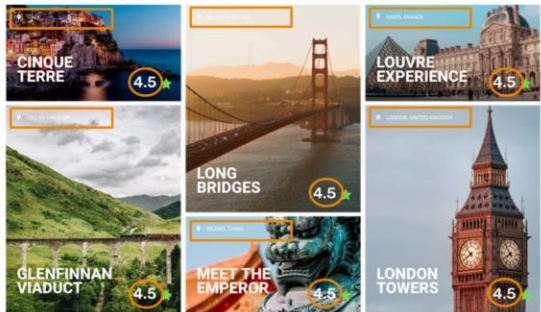 ITALY
CINQUE
TERRE
4.5
LONG
BRIDGES
4.5
PARIS, FRANCE
LOUVRE
EXPERIENCE
4.5
GLENFINNAN
VIADUCT
4.5
BEIJING, CHINA
MEET THE
EMPEROR
4.5
LONDON, UNITED KINGDOM
LONDON
TOWERS
4.5